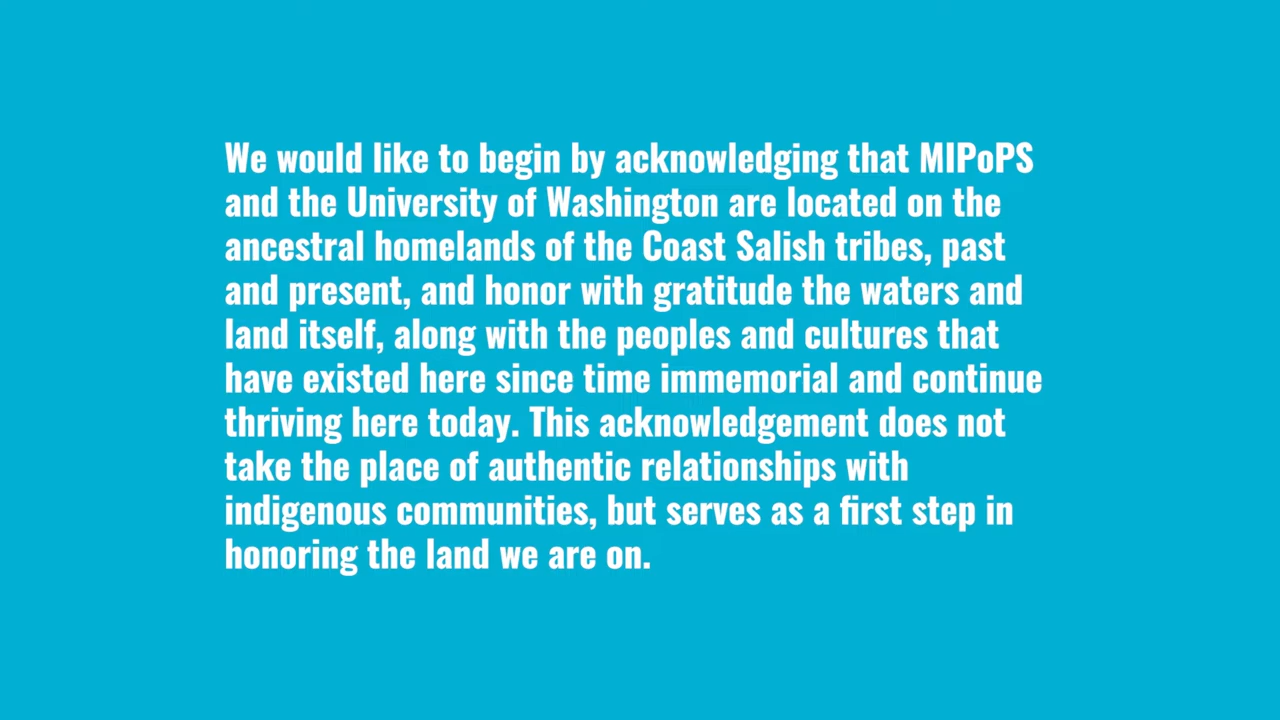 We would like to begin by acknowledging that MIPoPS
and the University of Washington are located on the
ancestral homelands of the Coast Salish tribes, past
and present, and honor with gratitude the waters and
land itself, along with the peoples and cultures that
have existed here since time immemorial and continue
thriving here today. This acknowledgement does not
take the place of authentic relationships with
indigenous communities, but serves as a first step in
honoring the land we are on.